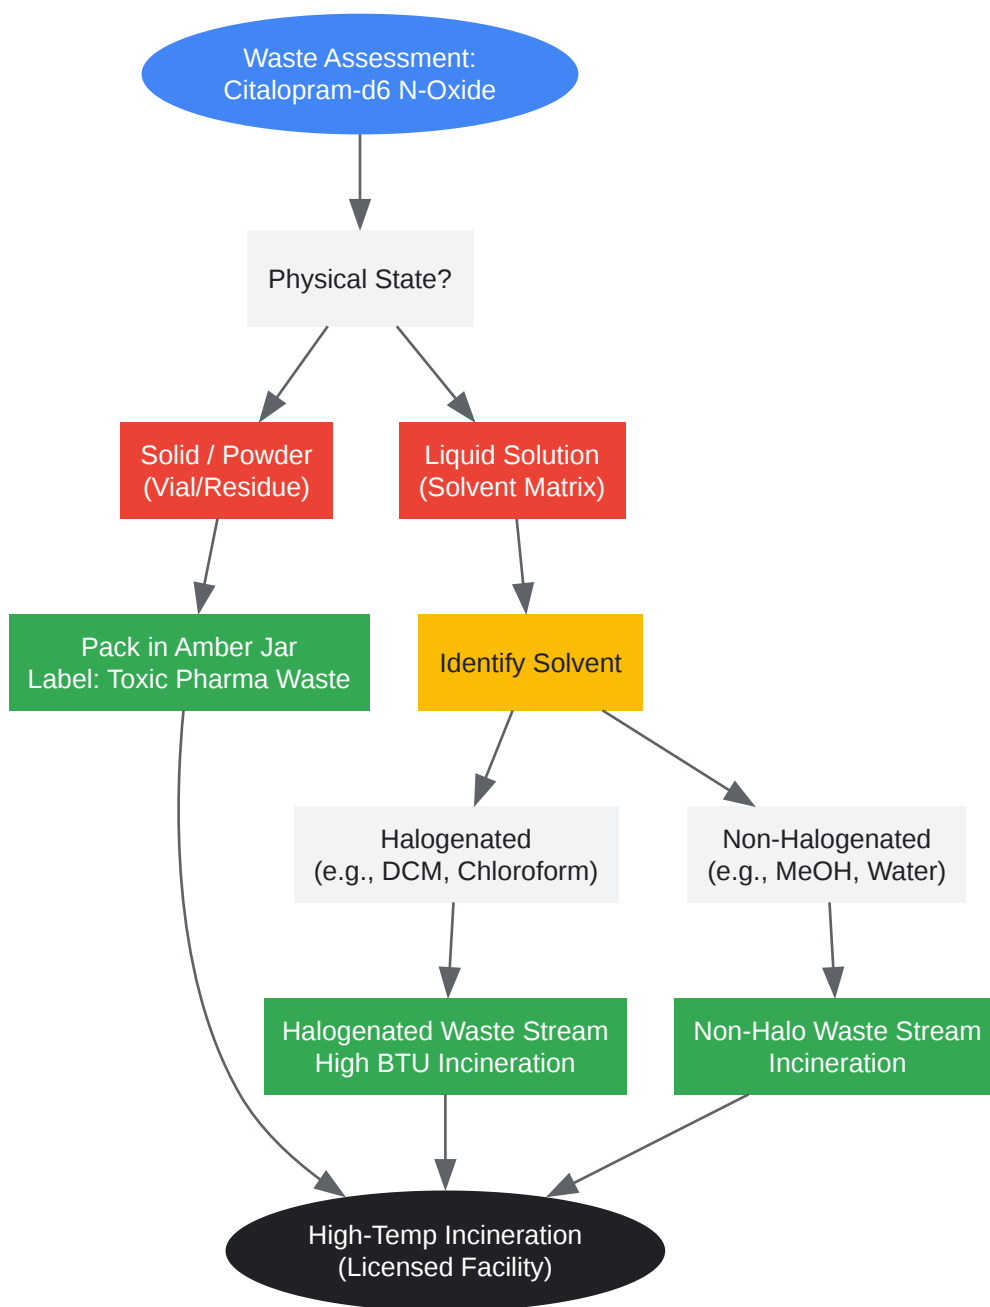 Waste Assessment:
Citalopram-d6 N-Oxide
Physical State?
Solid / Powder
(Vial/Residue)
Liquid Solution
(Solvent Matrix)
Pack in Amber Jar
Label: Toxic Pharma Waste
Identify Solvent
Halogenated
(e.g., DCM, Chloroform)
Non-Halogenated
(e.g., MeOH, Water)
Halogenated Waste Stream
High BTU Incineration
Non-Halo Waste Stream
Incineration
High-Temp Incineration
(Licensed Facility)